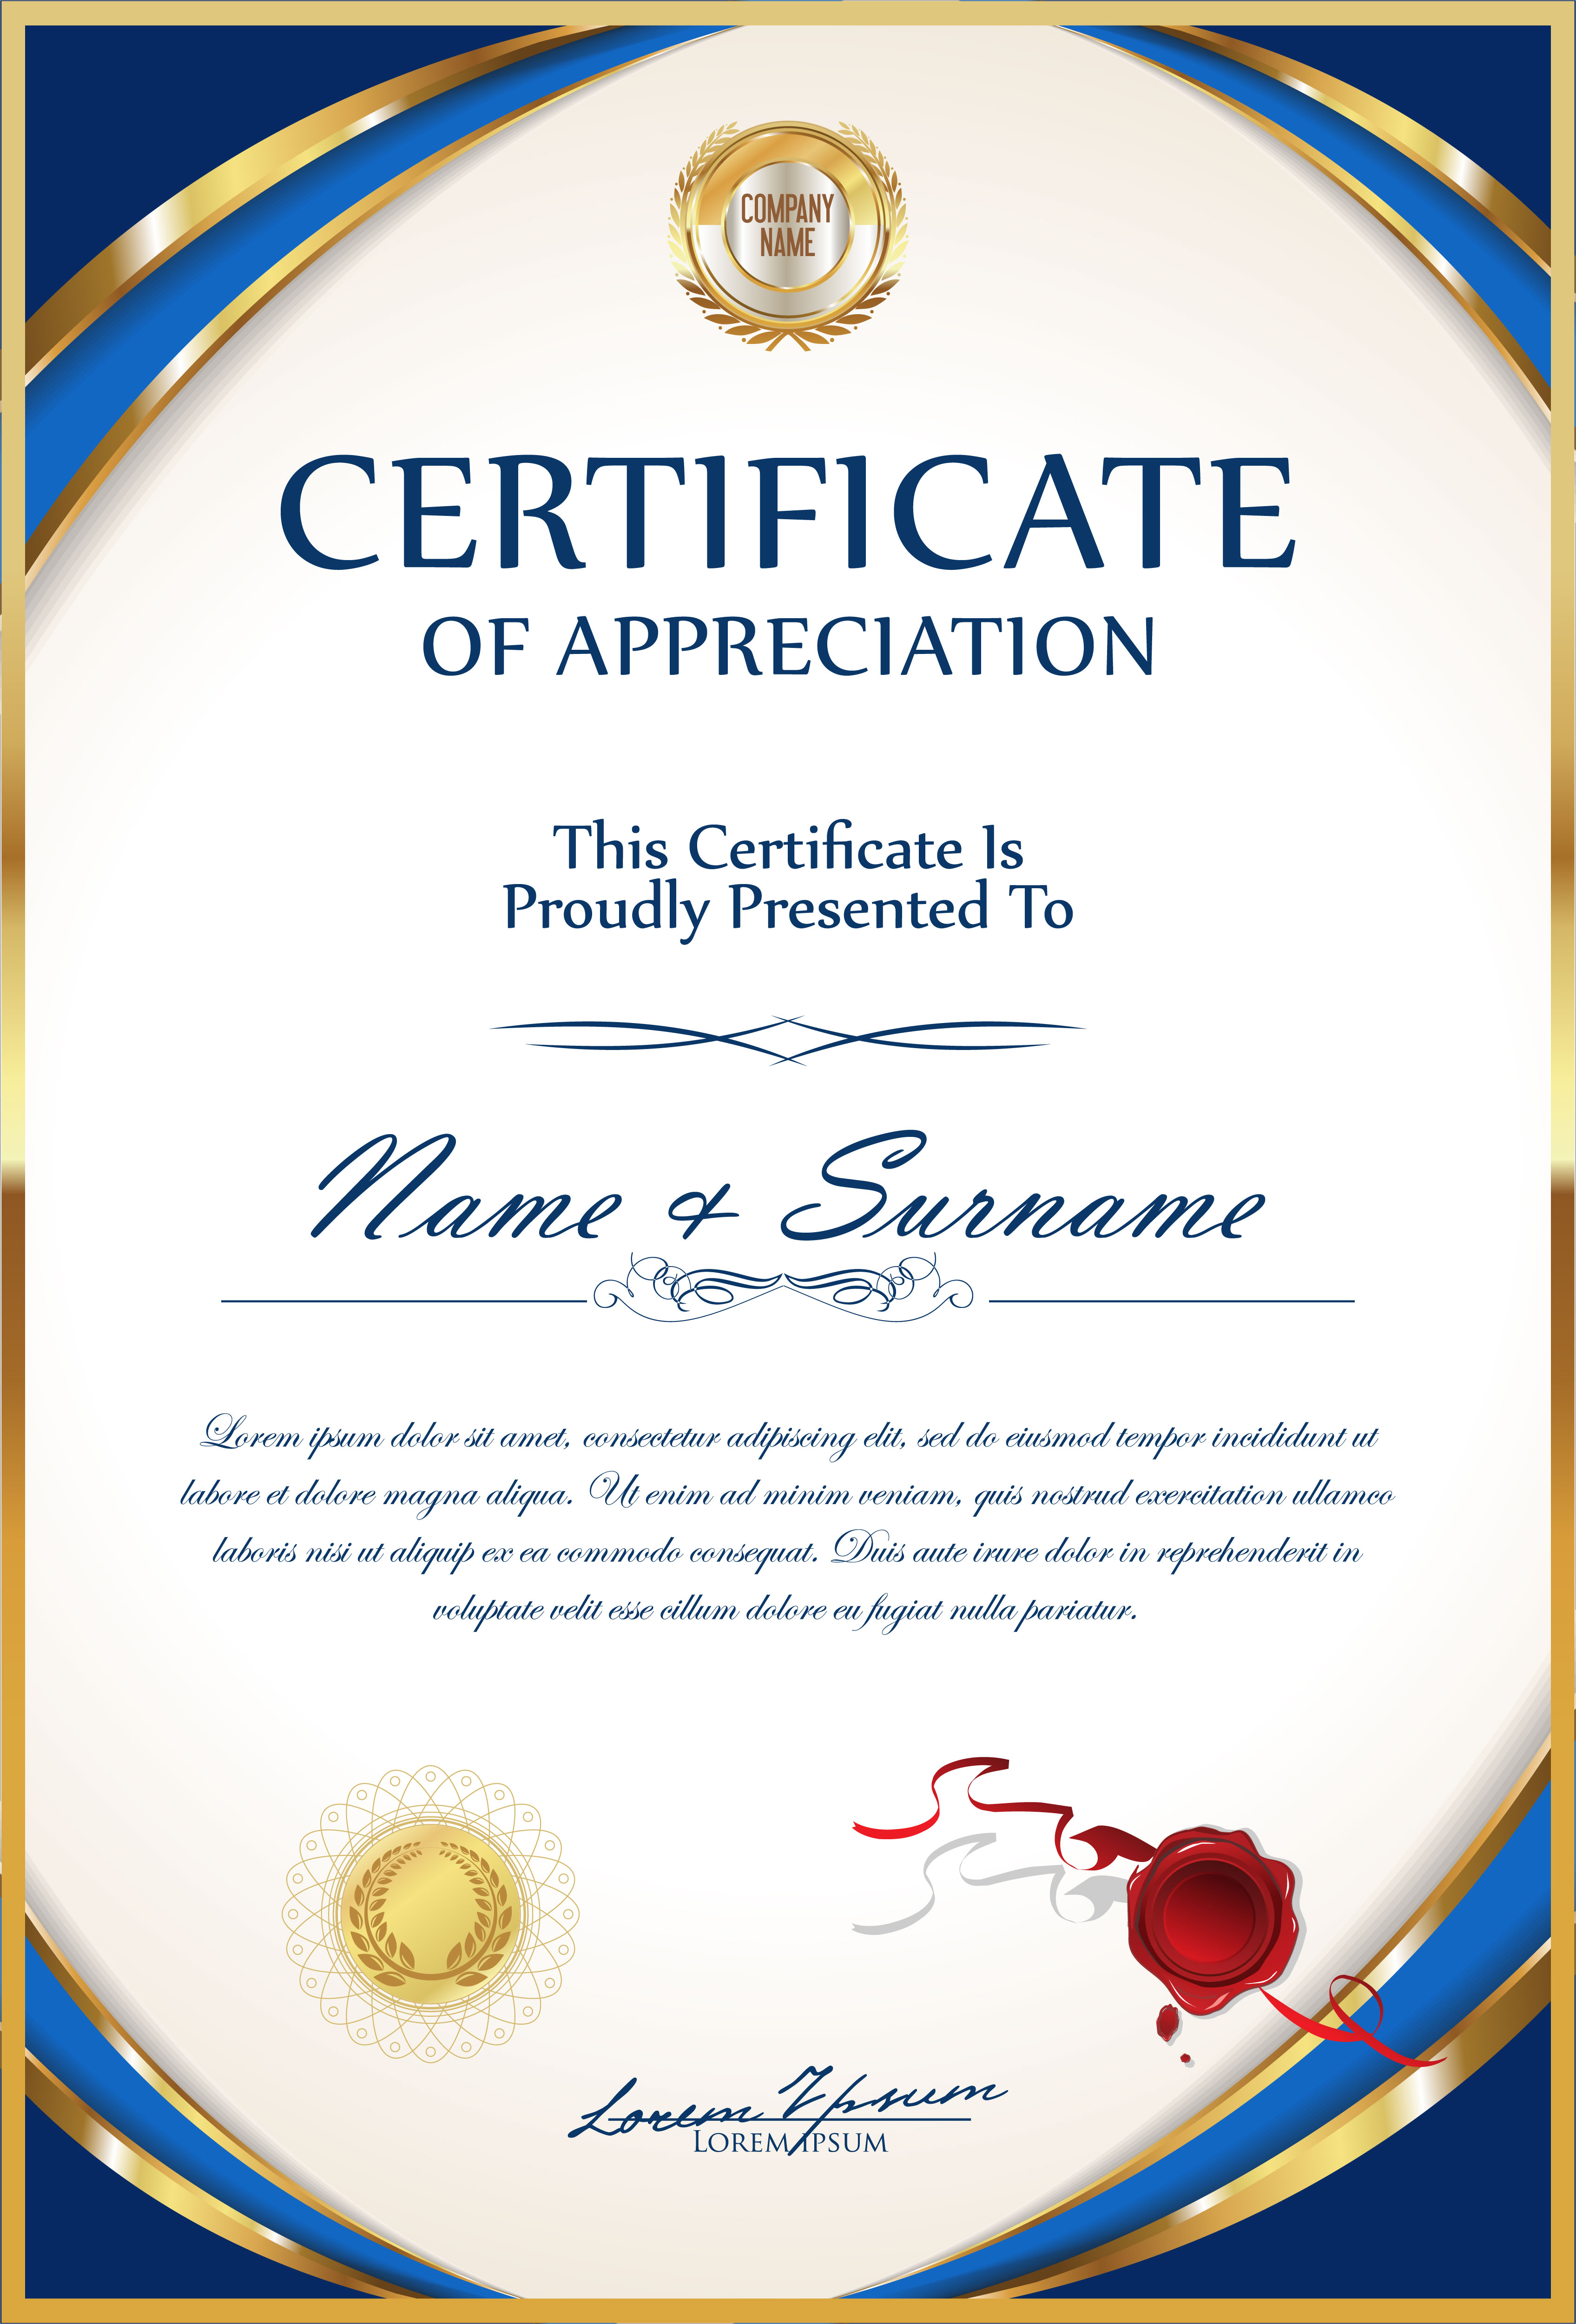 COMPANY
NAME
CERTIFICATE
OF APPRECIATION
This Certificate Is
Proudly Presented To
Name & Surname
Lorem ipsum dolor sit amet, consectetur adipiscing elit, sed do eiusmod tempor incididunt ut
labore et dolore magna aliqua. Ut enim ad minim veniam, quis nostrud exercitation ullamco
laboris nisi ut aliquip ex ea commodo consequat. Duis aute irure dolor in reprehenderit in
voluptate velit esse cillum dolore eu fugiat nulla pariatur.
Lorem Ipsum
LOREM IPSUM